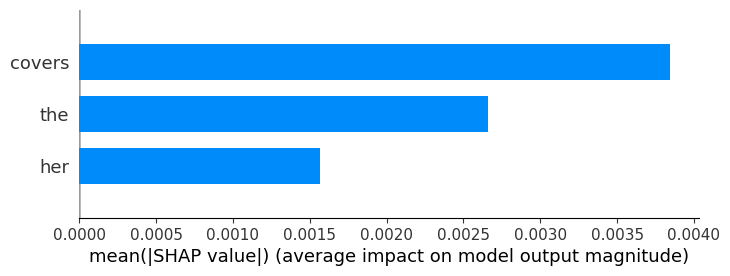 covers
the
her
0.0000 0.0005 0.0010 0.0015 0.0020 0.0025 0.0030 0.0035 0.0040
mean(|SHAP value|) (average impact on model output magnitude)